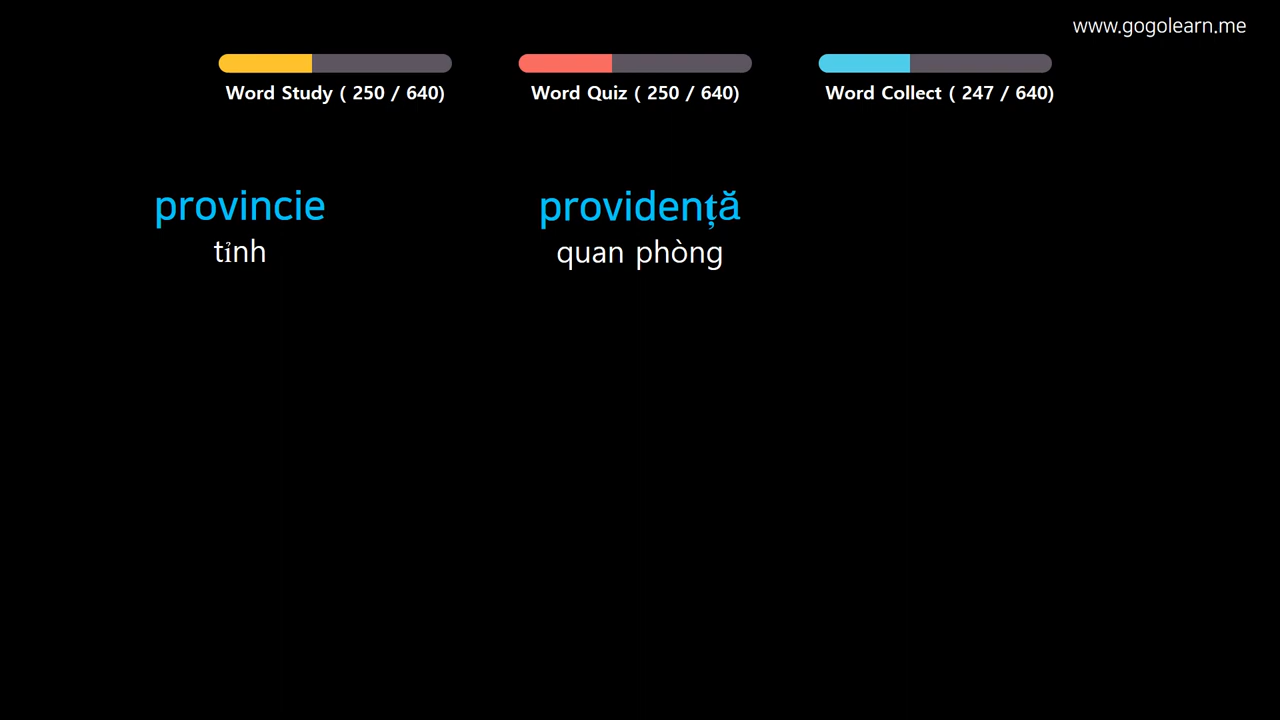 www.gogolearn.me
Word Study ( 250 / 640)
Word Quiz ( 250 / 640)
Word Collect ( 247 / 640)
provincie
tỉnh
providență
quan phòng